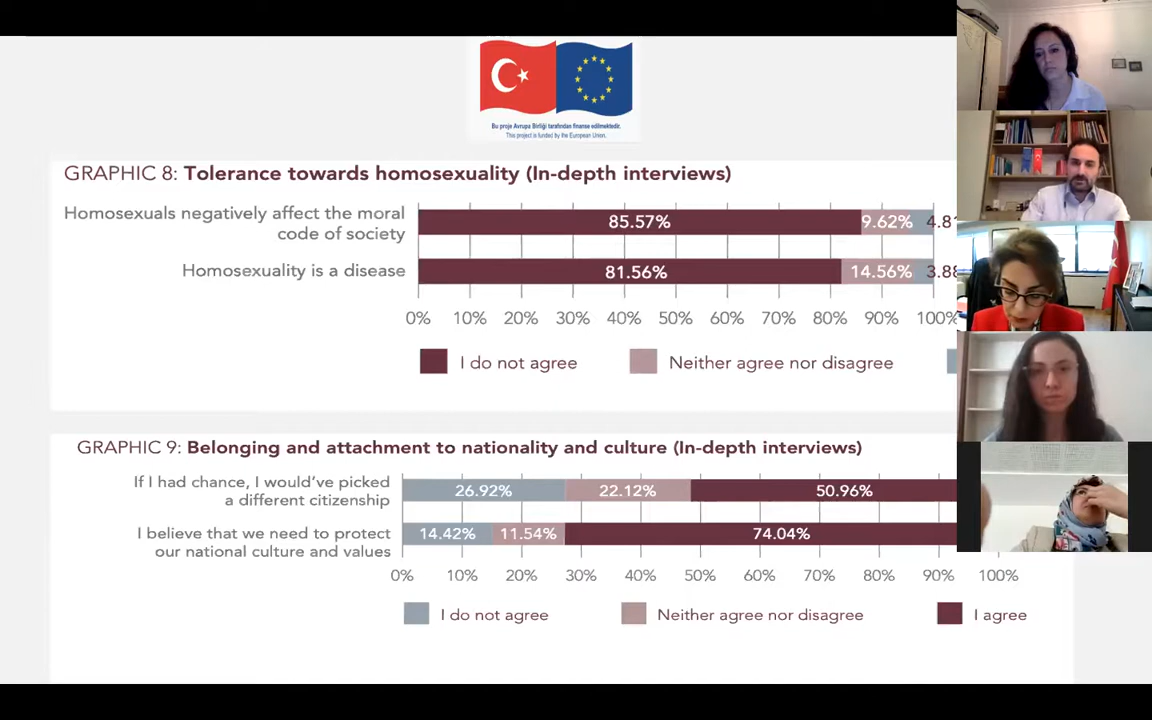 Bu proje Avrupa Birliği tarafından finanse edilmektedir.
This project is funded by the European Union.
GRAPHIC 8: Tolerance towards homosexuality (In-depth interviews)
Homosexuals negatively affect the moral
code of society
85.57%
9.62%
Homosexuality is a disease
81.56%
14.56%
0%
10%
20%
30%
40%
50%
60%
70%
80%
90%
100%
I do not agree
Neither agree nor disagree
GRAPHIC 9: Belonging and attachment to nationality and culture (In-depth interviews)
If I had chance, I would've picked
a different citizenship
26.92%
22.12%
50.96%
I believe that we need to protect
our national culture and values
14.42%
11.54%
74.04%
0%
10%
20%
30%
40%
50%
60%
70%
80%
90%
100%
I do not agree
Neither agree nor disagree
I agree